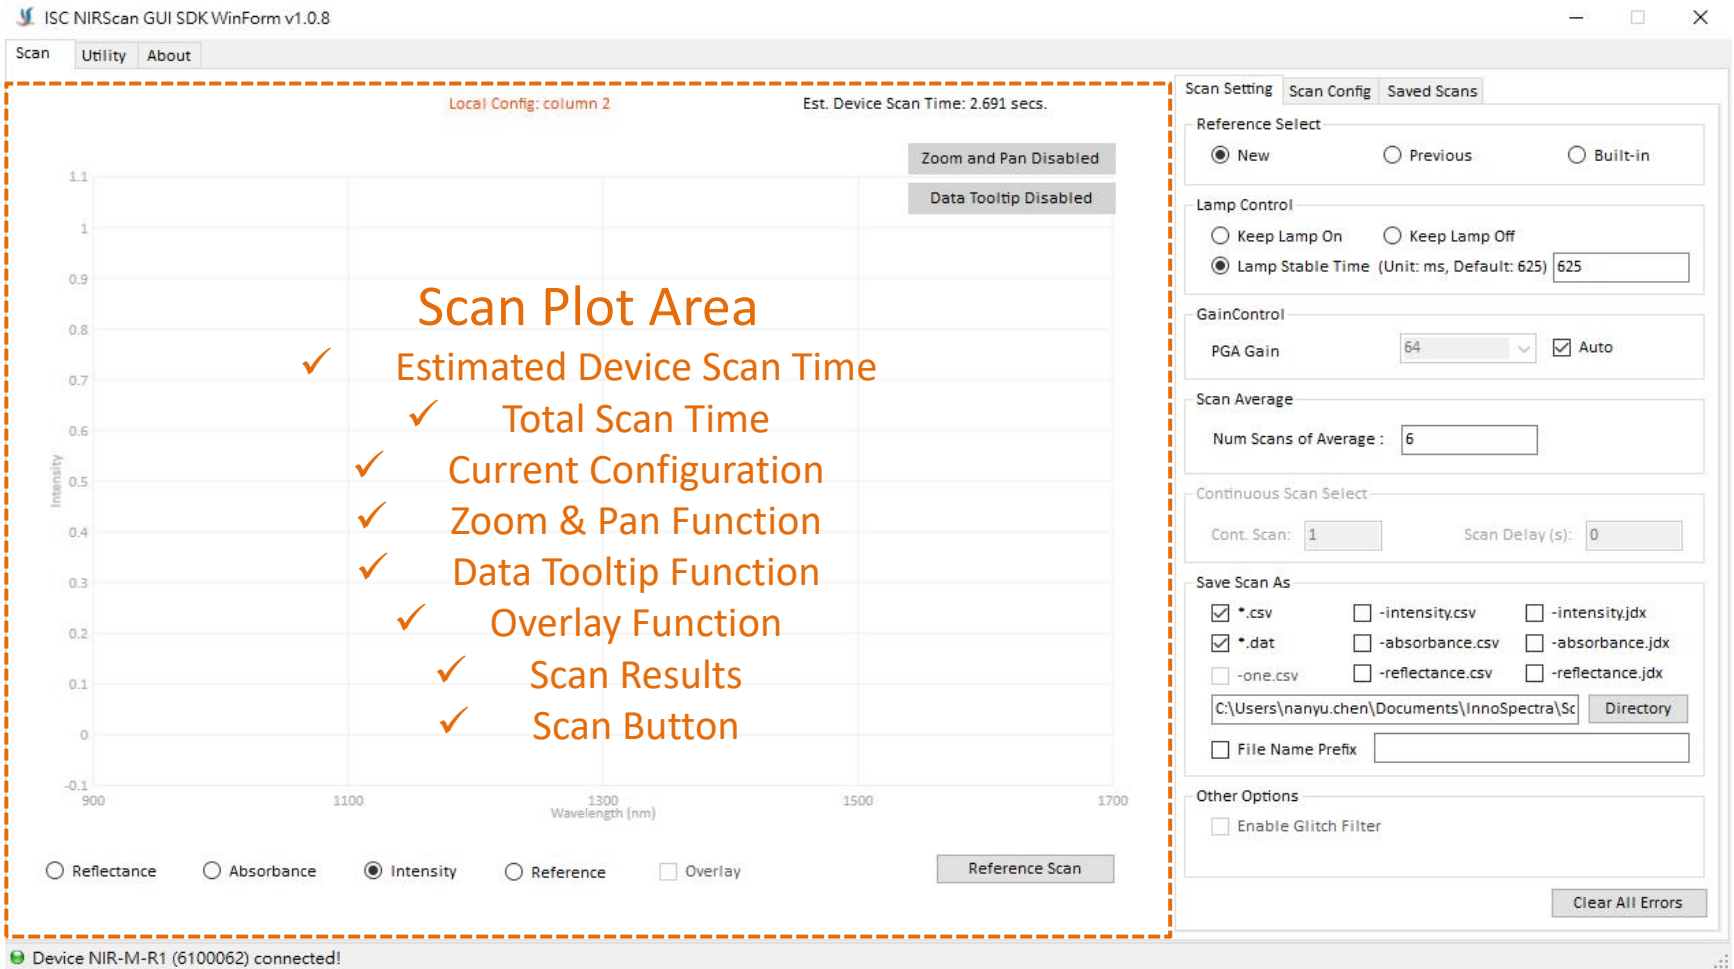 ISC NIRScan GUI SDK WinForm v1.0.8
Scan Utility About
Local Config: column 2
Est. Device Scan Time: 2.691 secs.
Zoom and Pan Disabled
Data Tooltip Disabled
1.1
1
0.9
0.8
0.7
0.6
0.5
0.4
0.3
0.2
0.1
0
-0.1
Intensity
900 1100 1300 1500 1700
Wavelength (nm)
Scan Plot Area
✓ Estimated Device Scan Time
✓ Total Scan Time
✓ Current Configuration
✓ Zoom & Pan Function
✓ Data Tooltip Function
✓ Overlay Function
✓ Scan Results
✓ Scan Button
Reflectance Absorbance Intensity Reference Overlay
Reference Scan
Scan Setting Scan Config Saved Scans
Reference Select
New Previous Built-in
Lamp Control
Keep Lamp On Keep Lamp Off
Lamp Stable Time (Unit: ms, Default: 625) 625
GainControl
PGA Gain 64 Auto
Scan Average
Num Scans of Average : 6
Continuous Scan Select
Cont. Scan: 1 Scan Delay (s): 0
Save Scan As
*.csv -intensity.csv -intensity.jdx
*.dat -absorbance.csv -absorbance.jdx
-one.csv -reflectance.csv -reflectance.jdx
C:\Users\nanyu.chen\Documents\InnoSpectra\Sc Directory
File Name Prefix
Other Options
Enable Glitch Filter
Clear All Errors
Device NIR-M-R1 (6100062) connected!